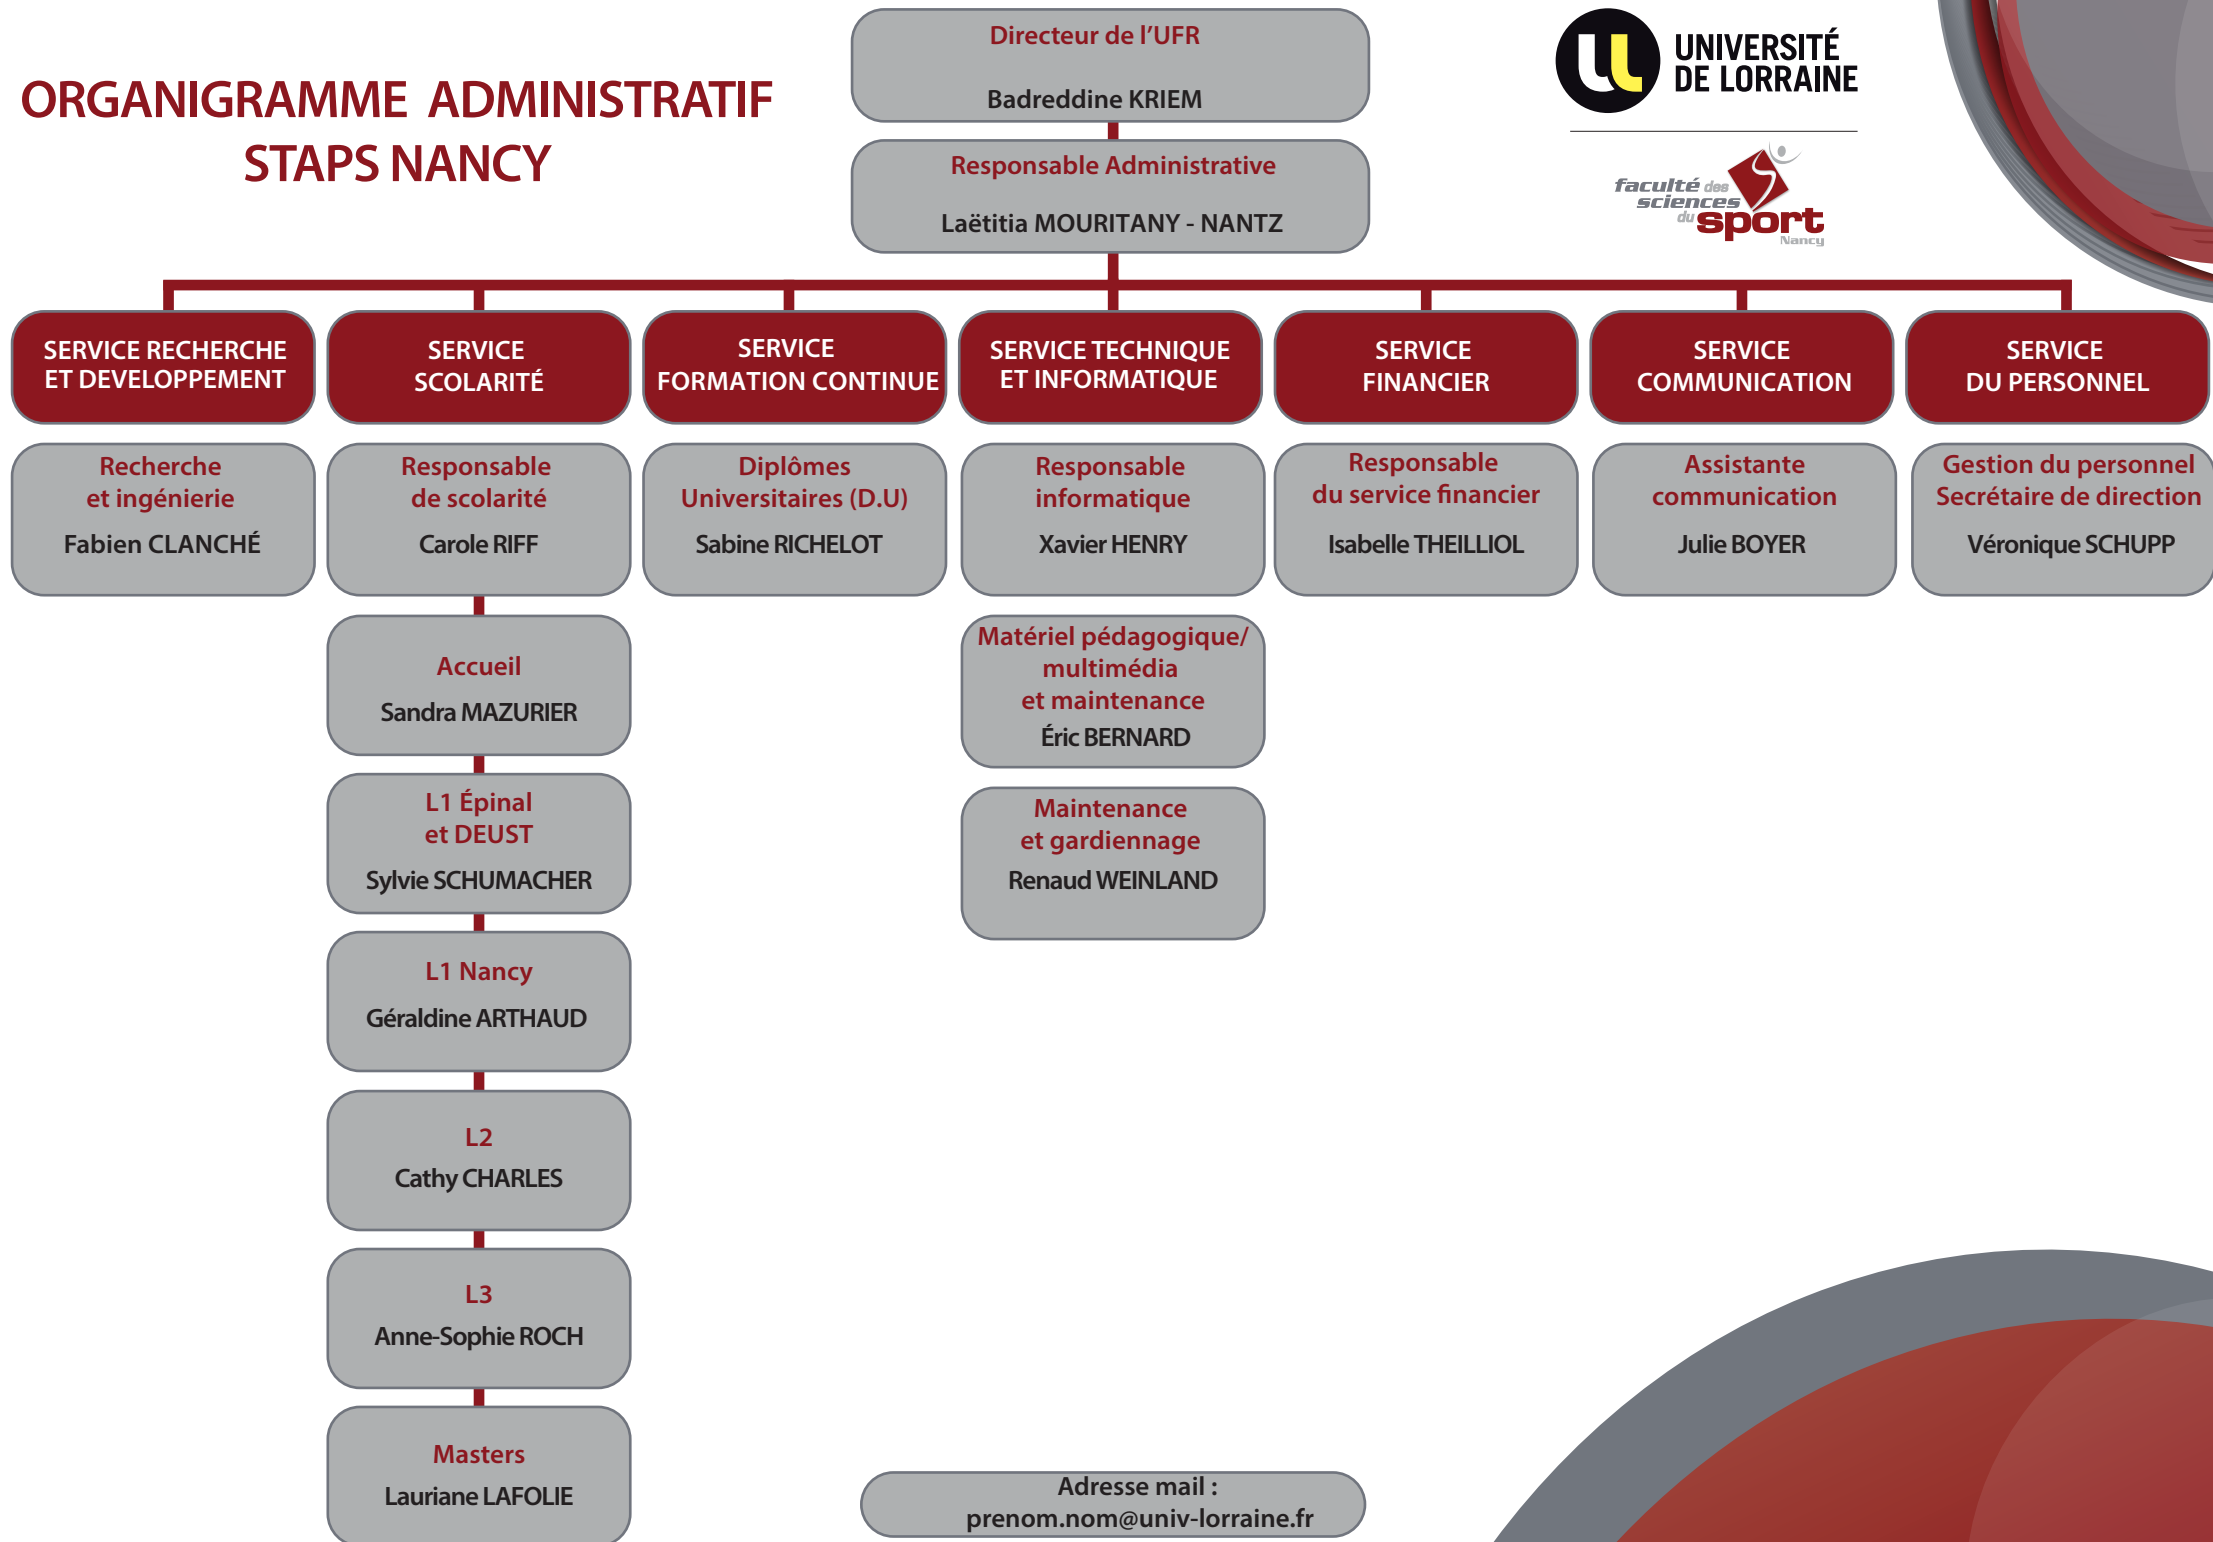 ORGANIGRAMME ADMINISTRATIF
STAPS NANCY
Directeur de l'UFR
Badreddine KRIEM
Responsable Administrative
Laëtitia MOURITANY - NANTZ
UNIVERSITÉ
DE LORRAINE
faculté des
sciences
du sport
Nancy
SERVICE RECHERCHE
ET DEVELOPPEMENT
Recherche
et ingénierie
Fabien CLANCHÉ
SERVICE
SCOLARITÉ
Responsable
de scolarité
Carole RIFF
Accueil
Sandra MAZURIER
L1 Épinal
et DEUST
Sylvie SCHUMACHER
L1 Nancy
Géraldine ARTHAUD
L2
Cathy CHARLES
L3
Anne-Sophie ROCH
Masters
Lauriane LAFOLIE
SERVICE
FORMATION CONTINUE
Diplômes
Universitaires (D.U)
Sabine RICHELOT
SERVICE TECHNIQUE
ET INFORMATIQUE
Responsable
informatique
Xavier HENRY
Matériel pédagogique/
multimédia
et maintenance
Éric BERNARD
Maintenance
et gardiennage
Renaud WEINLAND
SERVICE
FINANCIER
Responsable
du service financier
Isabelle THEILLIOL
SERVICE
COMMUNICATION
Assistante
communication
Julie BOYER
SERVICE
DU PERSONNEL
Gestion du personnel
Secrétaire de direction
Véronique SCHUPP
Adresse mail :
prenom.nom@univ-lorraine.fr